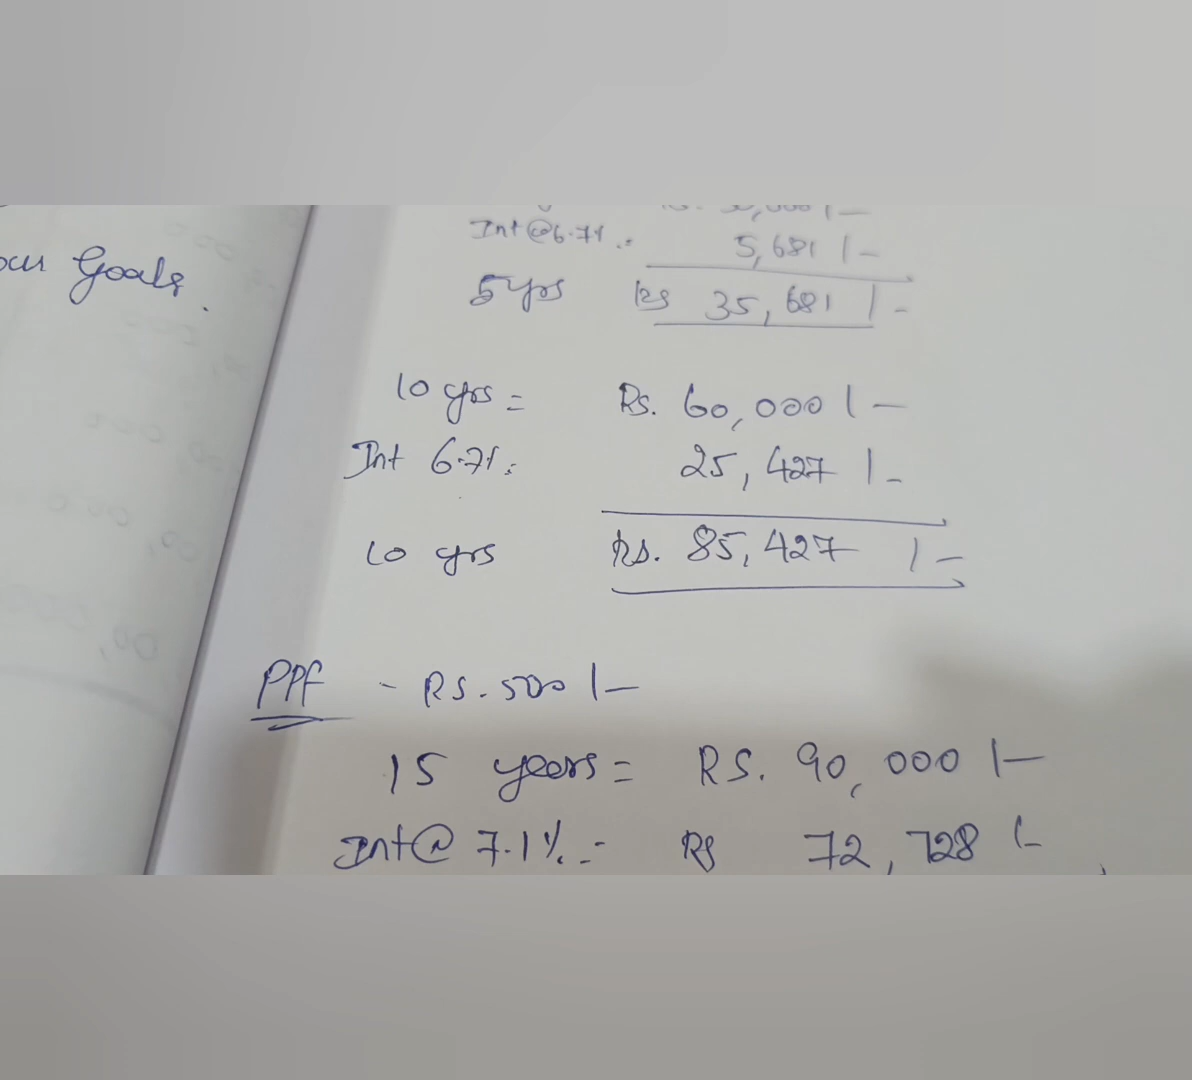 Goals.
Int@6.7% :-
5,681 /-
5 yrs Rs 35,681 /-
10 yrs = Rs. 60,000 /-
Int 6.7% : 25,427 /-
10 yrs Rs. 85,427 /-
PPF - RS. 500 /-
15 years = RS. 90,000 /-
Int@ 7.1% :- Rs 72,728 /-